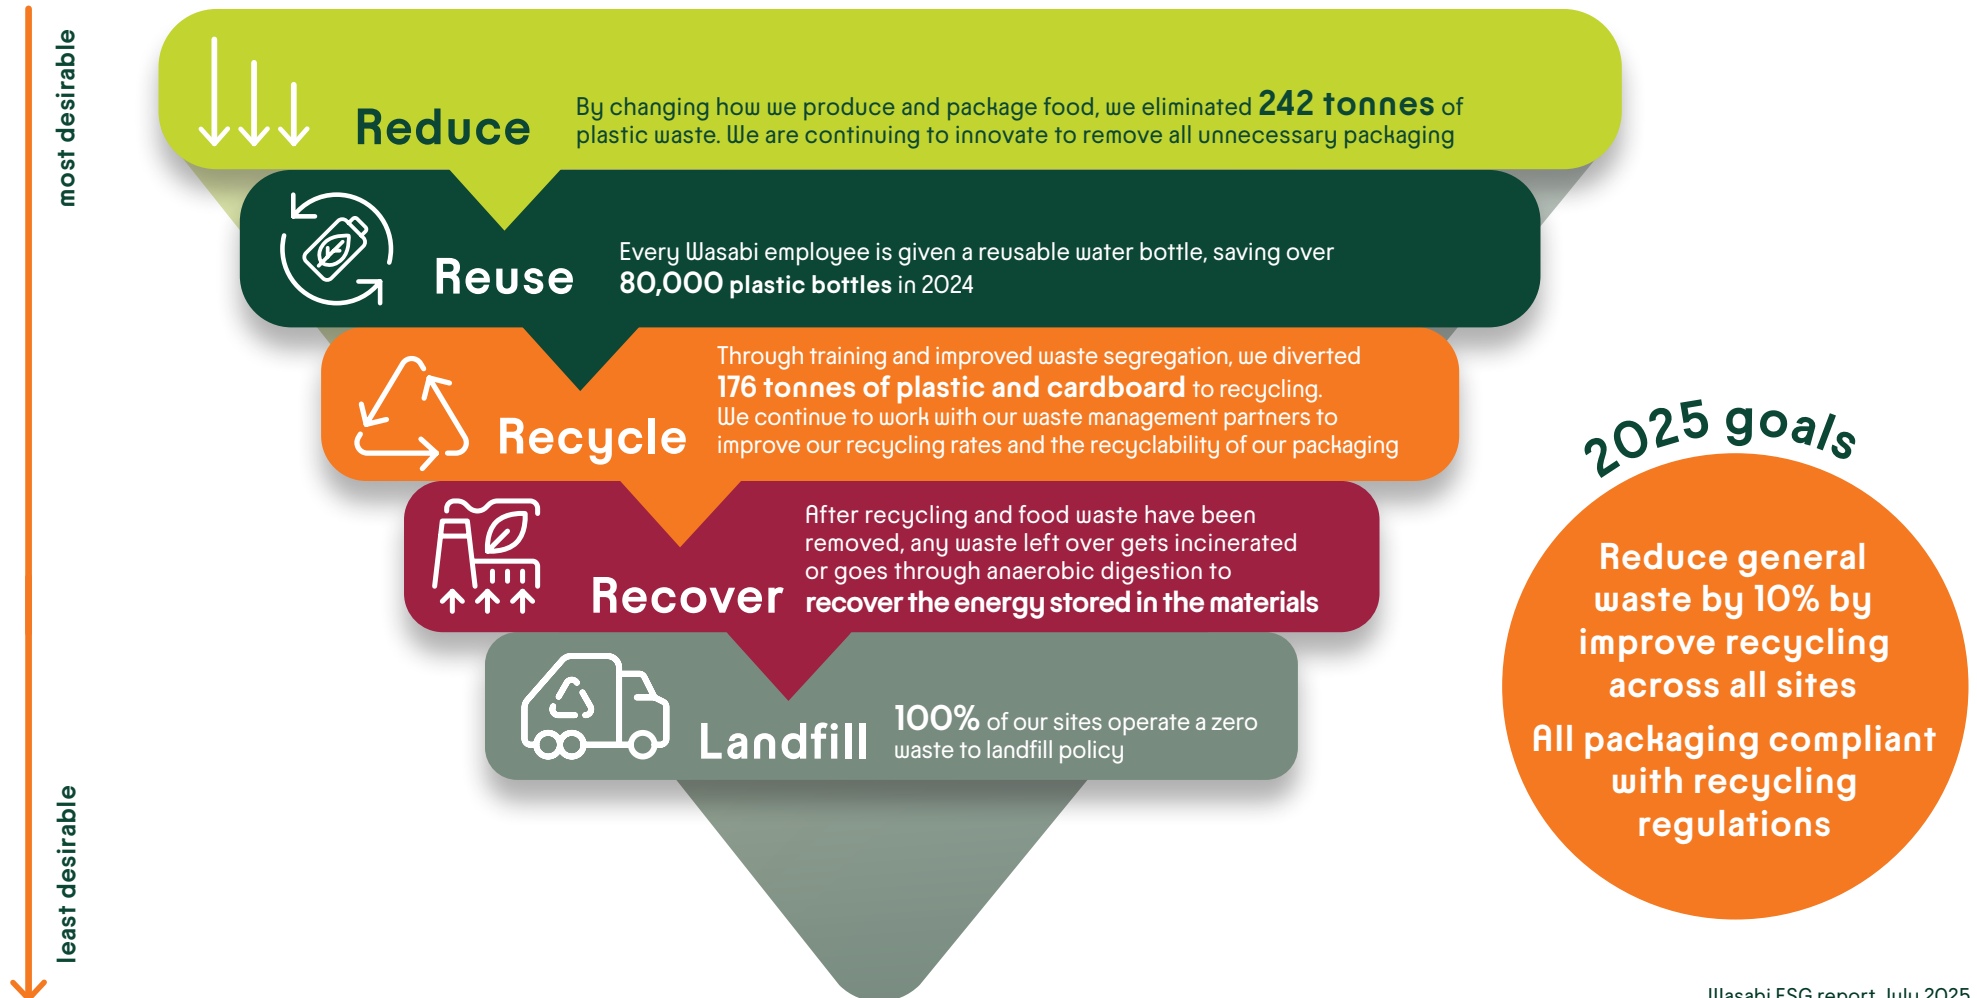 most desirable
Reduce
By changing how we produce and package food, we eliminated 242 tonnes of
plastic waste. We are continuing to innovate to remove all unnecessary packaging
Reuse
Every Wasabi employee is given a reusable water bottle, saving over
80,000 plastic bottles in 2024
Recycle
Through training and improved waste segregation, we diverted
176 tonnes of plastic and cardboard to recycling.
We continue to work with our waste management partners to
improve our recycling rates and the recyclability of our packaging
Recover
After recycling and food waste have been
removed, any waste left over gets incinerated
or goes through anaerobic digestion to
recover the energy stored in the materials
Landfill
100% of our sites operate a zero
waste to landfill policy
least desirable
2025 goals
Reduce general
waste by 10% by
improve recycling
across all sites
All packaging compliant
with recycling
regulations
Wasabi ESG report July 2025